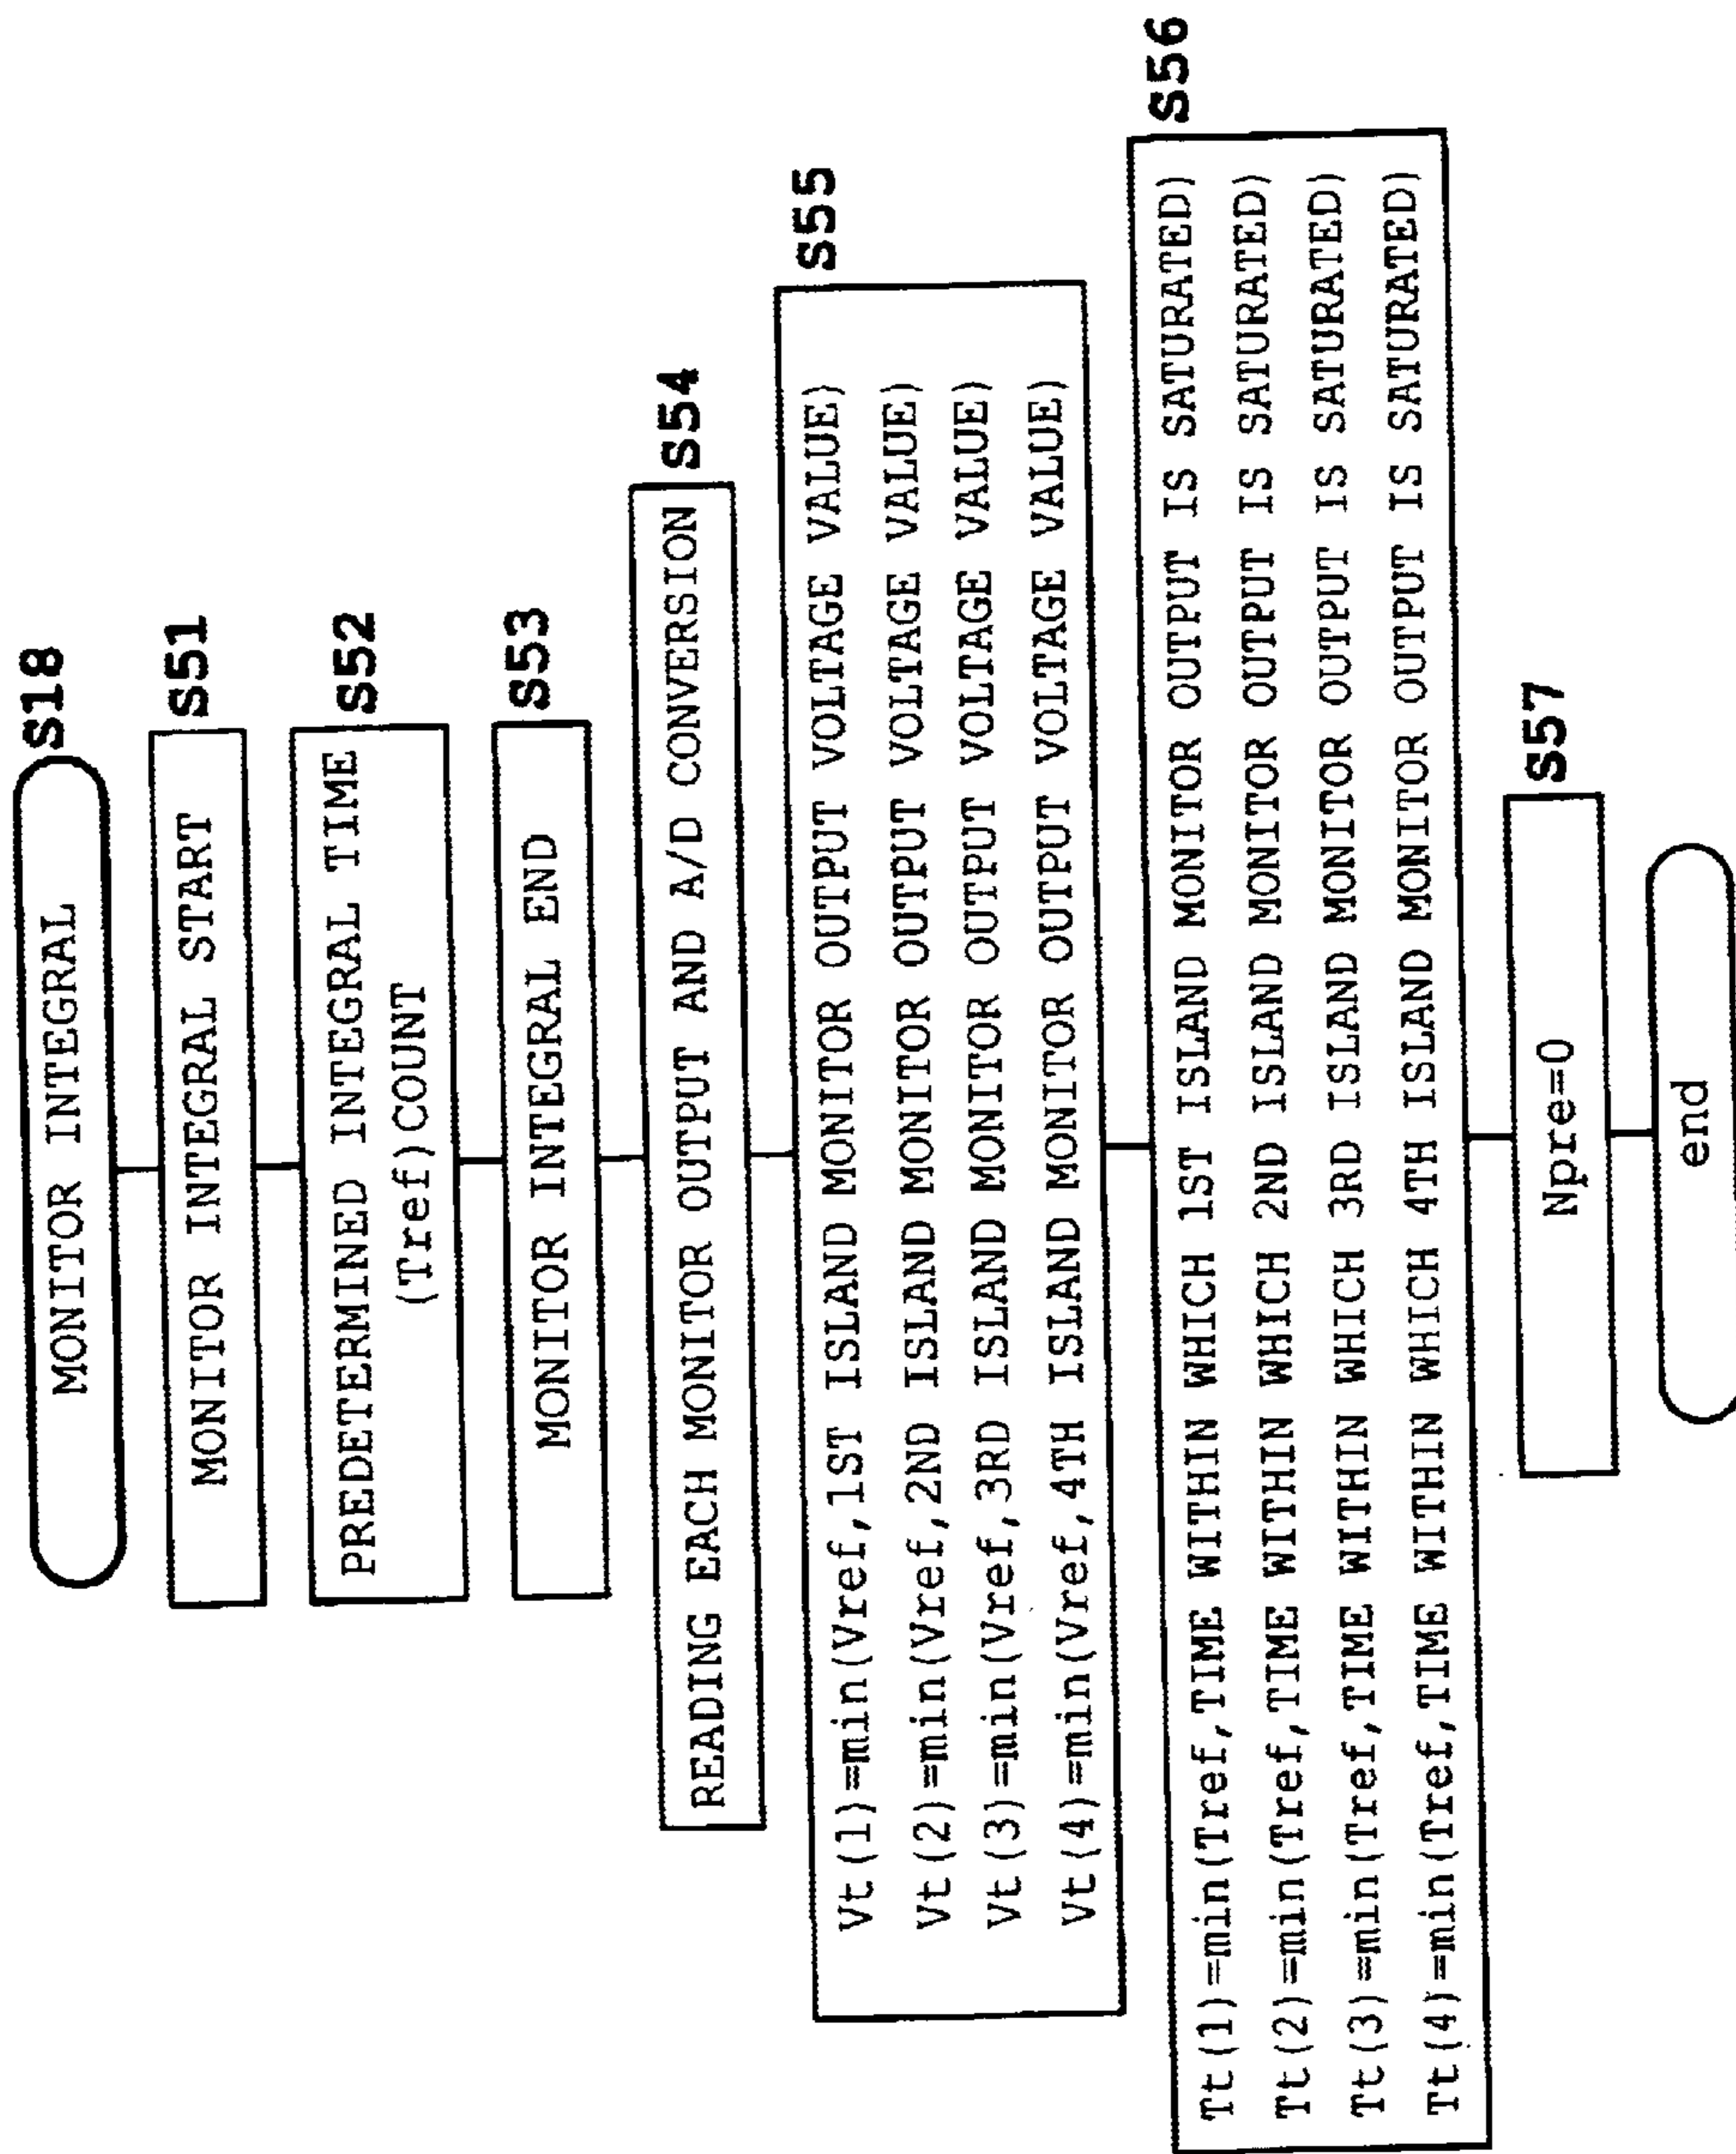 S18
MONITOR INTEGRAL
S51
MONITOR INTEGRAL START
S52
PREDETERMINED INTEGRAL TIME
(Tref)COUNT
S53
MONITOR INTEGRAL END
S54
READING EACH MONITOR OUTPUT AND A/D CONVERSION
S55
Vt(1)=min(Vref,1ST ISLAND MONITOR OUTPUT VOLTAGE VALUE)
Vt(2)=min(Vref,2ND ISLAND MONITOR OUTPUT VOLTAGE VALUE)
Vt(3)=min(Vref,3RD ISLAND MONITOR OUTPUT VOLTAGE VALUE)
Vt(4)=min(Vref,4TH ISLAND MONITOR OUTPUT VOLTAGE VALUE)
S56
Tt(1)=min(Tref,TIME WITHIN WHICH 1ST ISLAND MONITOR OUTPUT IS SATURATED)
Tt(2)=min(Tref,TIME WITHIN WHICH 2ND ISLAND MONITOR OUTPUT IS SATURATED)
Tt(3)=min(Tref,TIME WITHIN WHICH 3RD ISLAND MONITOR OUTPUT IS SATURATED)
Tt(4)=min(Tref,TIME WITHIN WHICH 4TH ISLAND MONITOR OUTPUT IS SATURATED)
S57
Npre=0
end